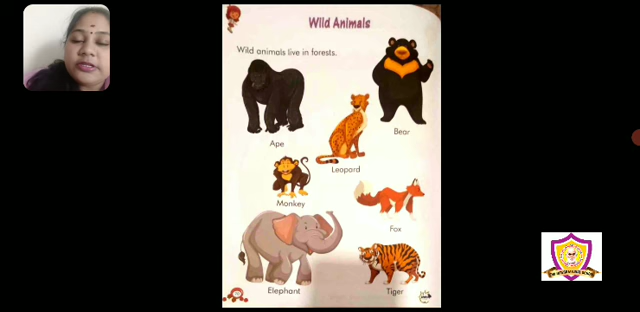 Wild Animals
Wild animals live in forests.
Ape
Bear
Leopard
Monkey
Fox
Elephant
Tiger